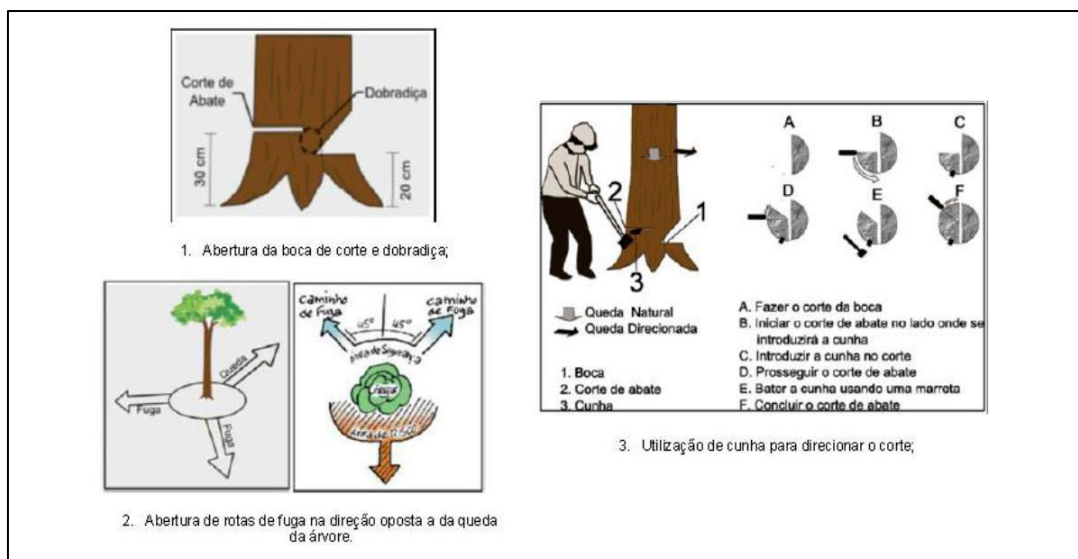 Corte de
Abate
Dobradiça
30 cm
20 cm
1. Abertura da boca de corte e dobradiça;
Queda
Fuga
Fuga
caminho
de Fuga
caminho
de Fuga
45°
45°
Área de Segurança
Área de
2. Abertura de rotas de fuga na direção oposta a da queda
da árvore.
2
1
3
Queda Natural
Queda Direcionada
1. Boca
2. Corte de abate
3. Cunha
A
B
C
D
E
F
A. Fazer o corte da boca
B. Iniciar o corte de abate no lado onde se
introduzirá a cunha
C. Introduzir a cunha no corte
D. Prosseguir o corte de abate
E. Bater a cunha usando uma marreta
F. Concluir o corte de abate
3. Utilização de cunha para direcionar o corte;